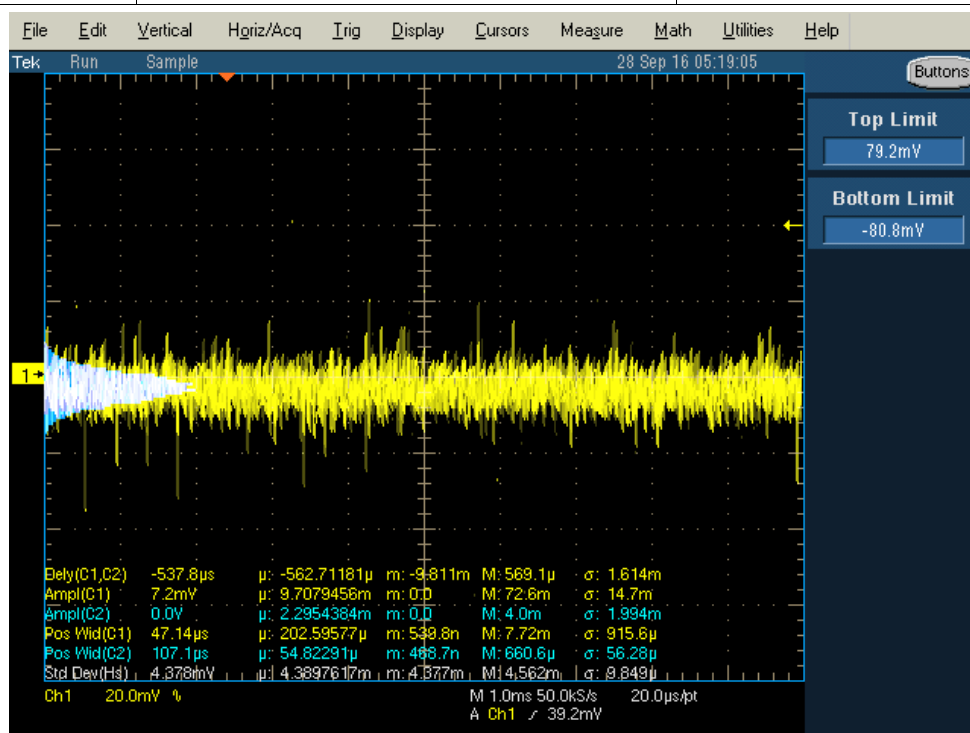 File Edit Vertical Horiz/Acq Trig Display Cursors Measure Math Utilities Help
Tek Run Sample 28 Sep 16 05:19:05
Buttons
Top Limit
79.2mV
Bottom Limit
-80.8mV
1
Dely(C1,C2) -537.8µs µ: -562.71181µ m: -9.811m M: 569.1µ σ: 1.614m
Ampl(C1) 7.2mV µ: 9.7079456m m: 0.0 M: 72.6m σ: 14.7m
Ampl(C2) 0.0V µ: 2.2954384m m: 0.0 M: 4.0m σ: 1.994m
Pos Wid(C1) 47.14µs µ: 202.59577µ m: 539.8n M: 7.72m σ: 915.6µ
Pos Wid(C2) 107.1µs µ: 54.82291µ m: 468.7n M: 660.6µ σ: 56.28µ
Std Dev(Hs) 4.378mV µ: 4.3897617m m: 4.377m M: 4.562m σ: 9.849µ
Ch1 20.0mV M 1.0ms 50.0kS/s 20.0µs/pt
A Ch1 39.2mV